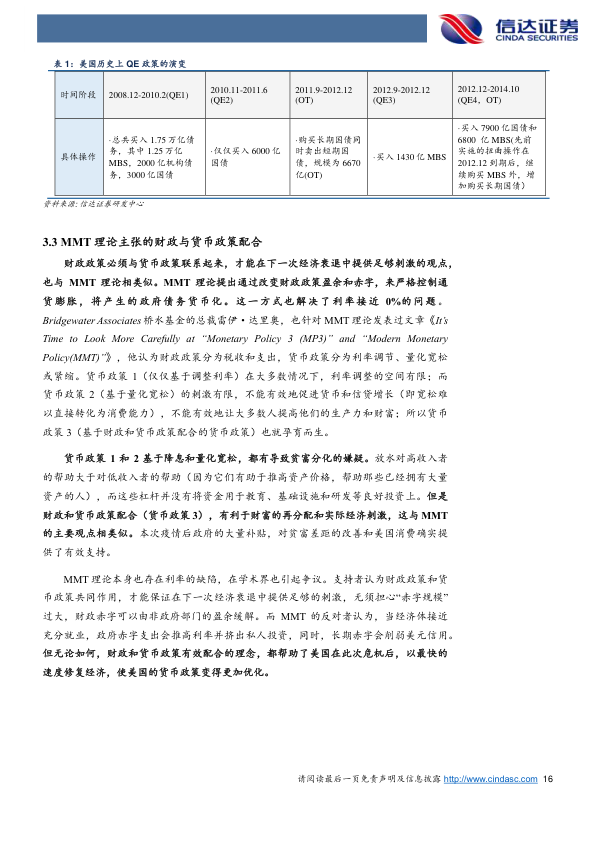 信达证券
CINDA SECURITIES
表 1：美国历史上 QE 政策的演变
时间阶段
2008.12-2010.2(QE1)
2010.11-2011.6
(QE2)
2011.9-2012.12
(OT)
2012.9-2012.12
(QE3)
2012.12-2014.10
(QE4，OT)
具体操作
·总共买入 1.75 万亿债
务，其中 1.25 万亿
MBS，2000 亿机构债
务，3000 亿国债
·仅仅买入 6000 亿
国债
·购买长期国债同
时卖出短期国
债，规模为 6670
亿(OT)
·买入 1430 亿 MBS
·买入 7900 亿国债和
6800 亿 MBS(先前
实施的扭曲操作在
2012.12 到期后，继
续购买 MBS 外，增
加购买长期国债）
资料来源: 信达证券研发中心
3.3 MMT 理论主张的财政与货币政策配合
财政政策必须与货币政策联系起来，才能在下一次经济衰退中提供足够刺激的观点，
也与 MMT 理论相类似。MMT 理论提出通过改变财政政策盈余和赤字，来严格控制通
货膨胀，将产生的政府债务货币化。这一方式也解决了利率接近 0%的问题。
Bridgewater Associates 桥水基金的总裁雷伊·达里奥，也针对 MMT 理论发表过文章《It's
Time to Look More Carefully at “Monetary Policy 3 (MP3)” and “Modern Monetary
Policy(MMT)”》，他认为财政政策分为税收和支出，货币政策分为利率调节、量化宽松
或紧缩。货币政策 1（仅仅基于调整利率）在大多数情况下，利率调整的空间有限；而
货币政策 2（基于量化宽松）的刺激有限，不能有效地促进货币和信贷增长（即宽松难
以直接转化为消费能力），不能有效地让大多数人提高他们的生产力和财富；所以货币
政策 3（基于财政和货币政策配合的货币政策）也就孕育而生。
货币政策 1 和 2 基于降息和量化宽松，都有导致贫富分化的嫌疑。放水对高收入者
的帮助大于对低收入者的帮助（因为它们有助于推高资产价格，帮助那些已经拥有大量
资产的人），而这些杠杆并没有将资金用于教育、基础设施和研发等良好投资上。但是
财政和货币政策配合（货币政策 3），有利于财富的再分配和实际经济刺激，这与 MMT
的主要观点相类似。本次疫情后政府的大量补贴，对贫富差距的改善和美国消费确实提
供了有效支持。
MMT 理论本身也存在利率的缺陷，在学术界也引起争议。支持者认为财政政策和货
币政策共同作用，才能保证在下一次经济衰退中提供足够的刺激，无须担心“赤字规模”
过大，财政赤字可以由非政府部门的盈余缓解。而 MMT 的反对者认为，当经济体接近
充分就业，政府赤字支出会推高利率并挤出私人投资，同时，长期赤字会削弱美元信用。
但无论如何，财政和货币政策有效配合的理念，都帮助了美国在此次危机后，以最快的
速度修复经济，使美国的货币政策变得更加优化。
请阅读最后一页免责声明及信息披露 http://www.cindasc.com 16